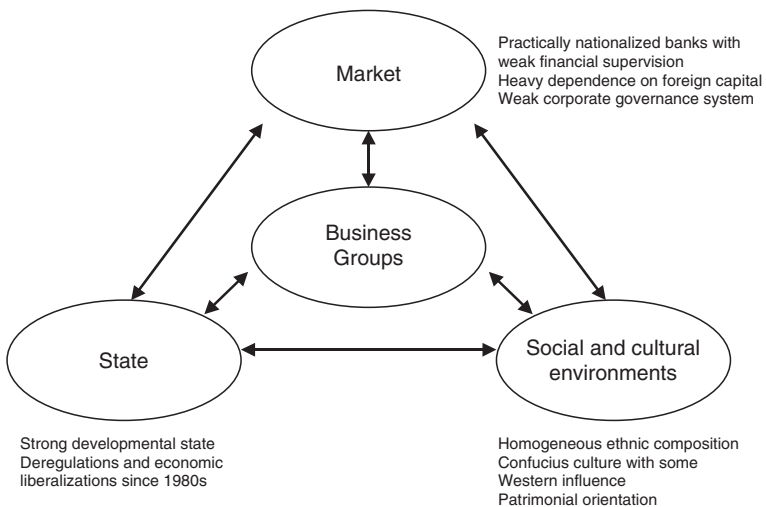 Market
Practically nationalized banks with
weak financial supervision
Heavy dependence on foreign capital
Weak corporate governance system
Business
Groups
State
Social and cultural
environments
Strong developmental state
Deregulations and economic
liberalizations since 1980s
Homogeneous ethnic composition
Confucius culture with some
Western influence
Patrimonial orientation